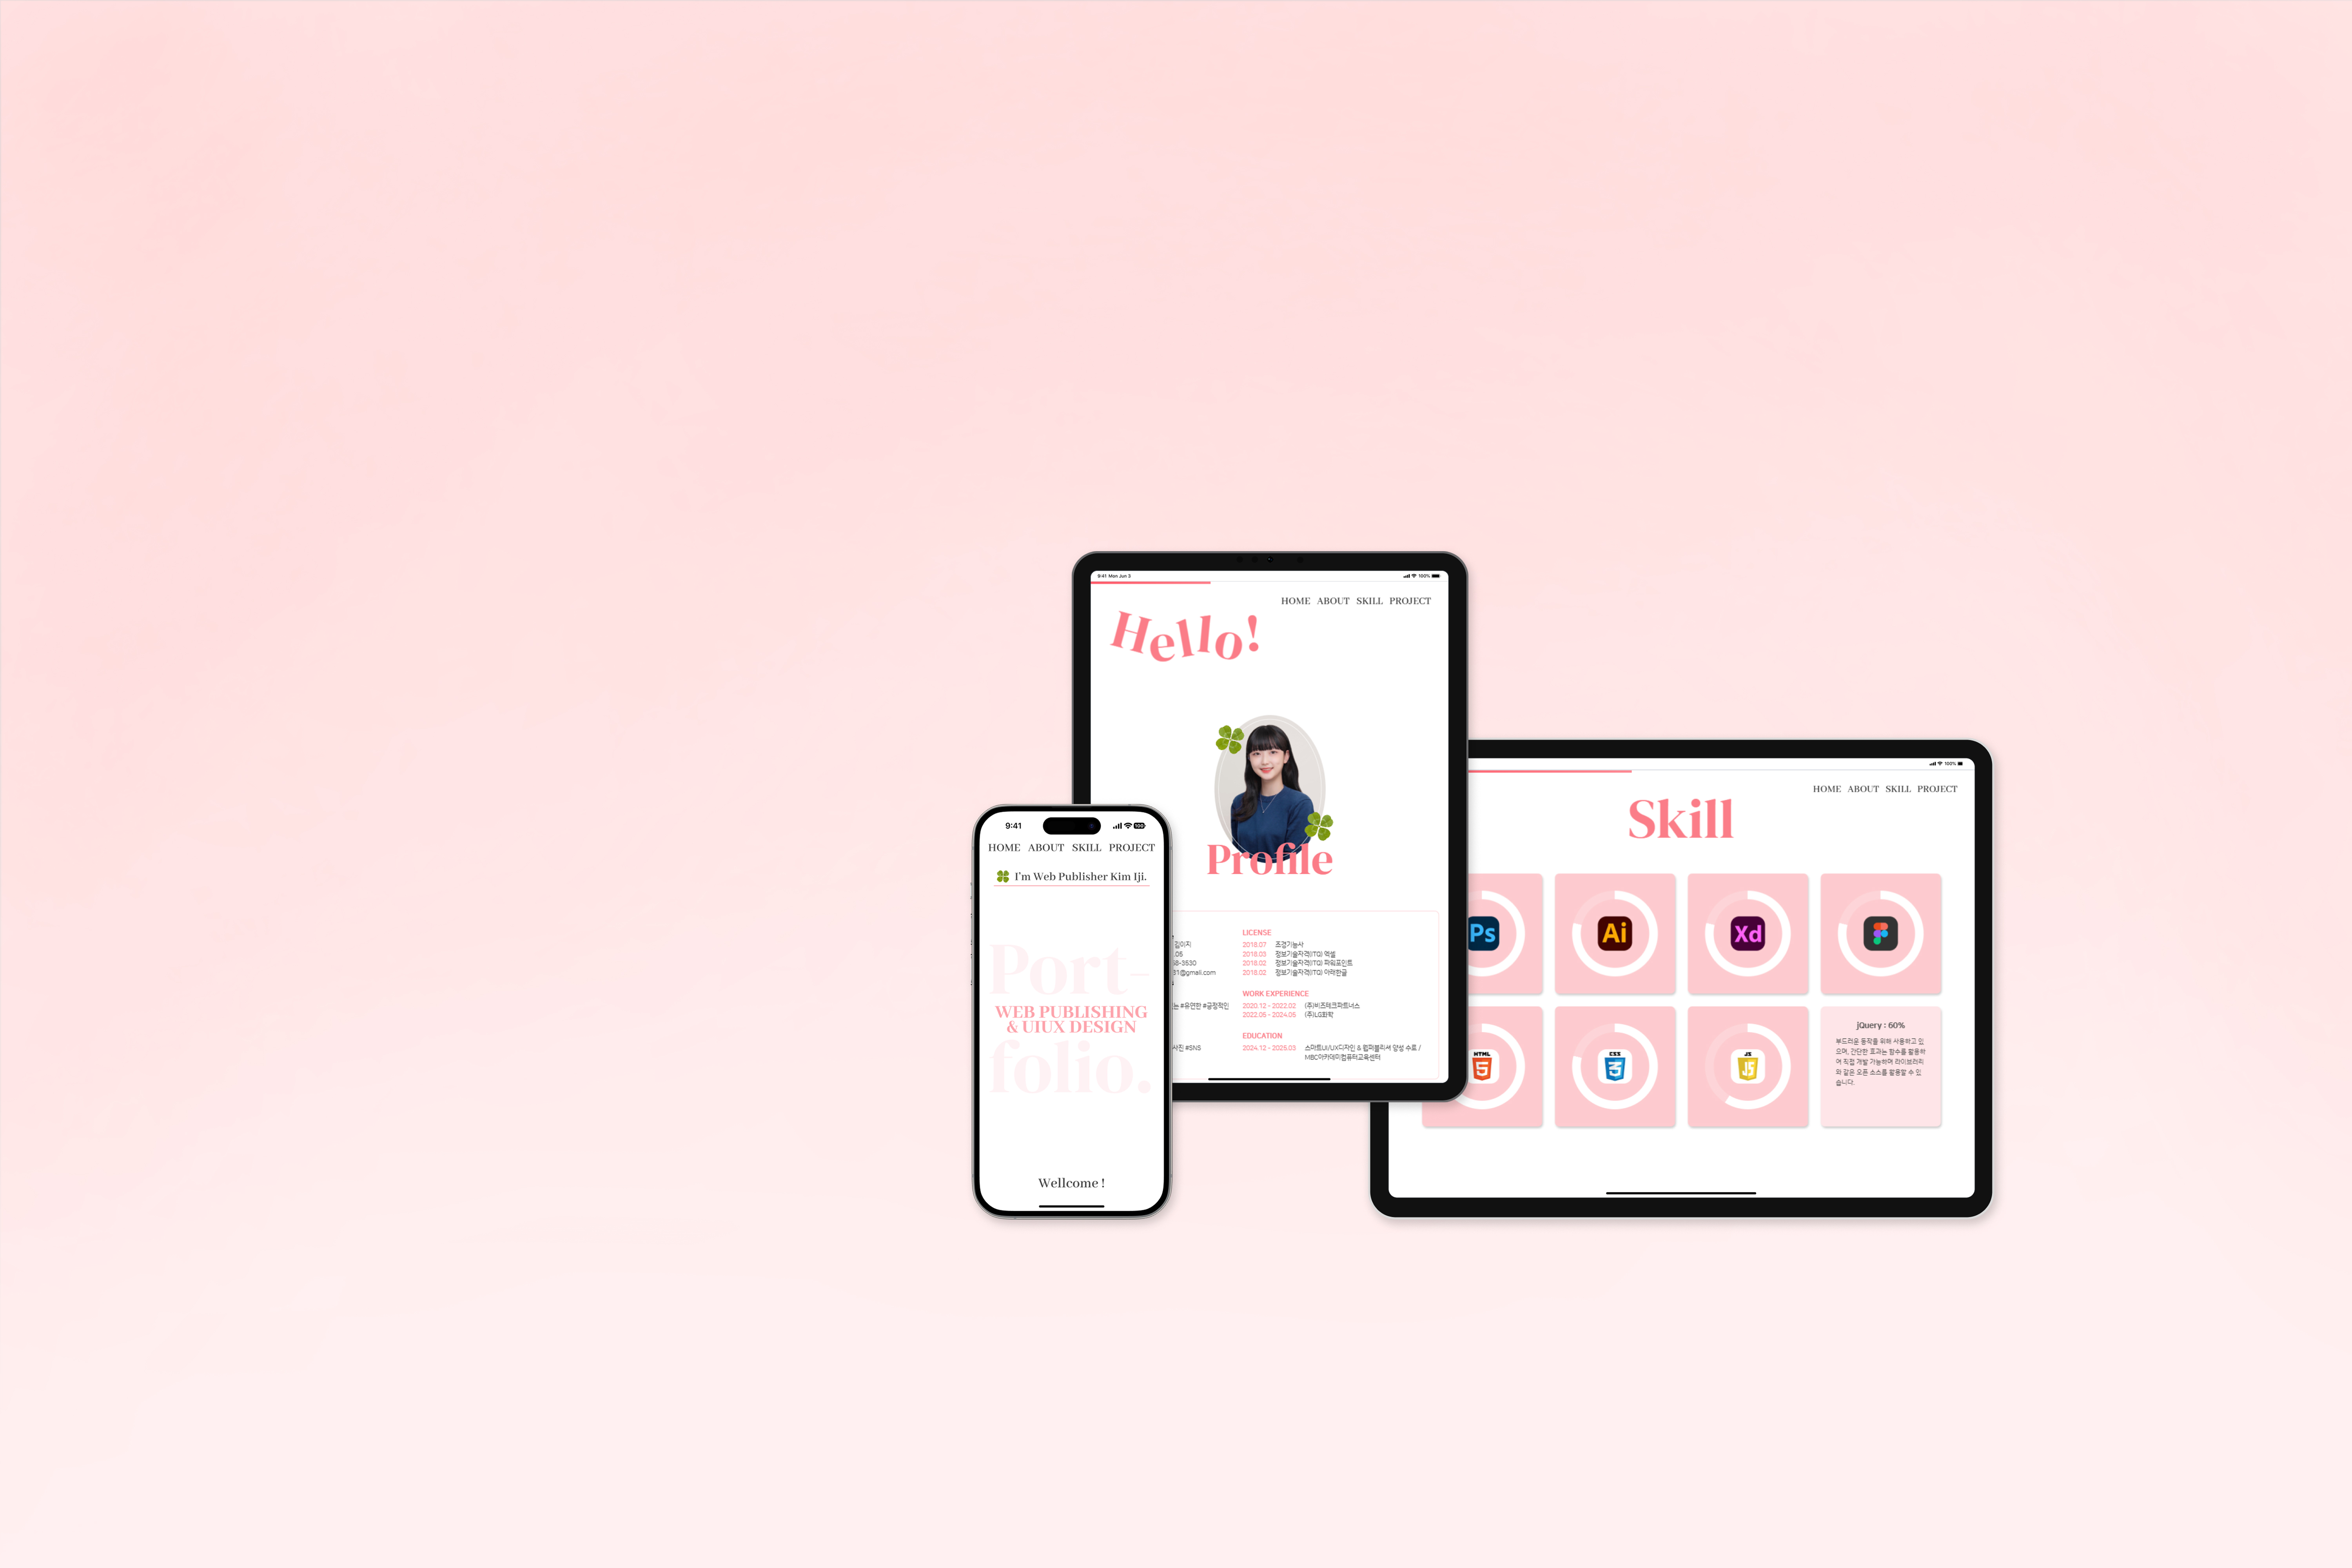 9:41
HOME ABOUT SKILL PROJECT
I'm Web Publisher Kim Iji.
Port-
WEB PUBLISHING
& UIUX DESIGN
folio.
Wellcome !
9:41 Mon Jun 3
100%
HOME ABOUT SKILL PROJECT
Hello!
Profile
김이지
.06
31@gmail.com
#유연한 #긍정적인
사진 #SNS
LICENSE
2018.07 조경기능사
2018.03 정보기술자격(ITQ) 엑셀
2018.02 정보기술자격(ITQ) 파워포인트
2018.02 정보기술자격(ITQ) 아래한글
WORK EXPERIENCE
2020.12 - 2022.02 (주)비즈테크파트너스
2022.05 - 2024.05 (주)LG화학
EDUCATION
2024.12 - 2025.03 스마트UI/UX디자인 & 웹퍼블리셔 양성 수료 /
MBC아카데미컴퓨터교육센터
100%
HOME ABOUT SKILL PROJECT
Skill
Ps
Ai
Xd
HTML
5
CSS
3
JS
JS
jQuery : 60%
부드러운 동작을 위해 사용하고 있
으며, 간단한 효과는 함수를 활용하
여 직접 개발 가능하며 라이브러리
와 같은 오픈 소스를 활용할 수 있
습니다.